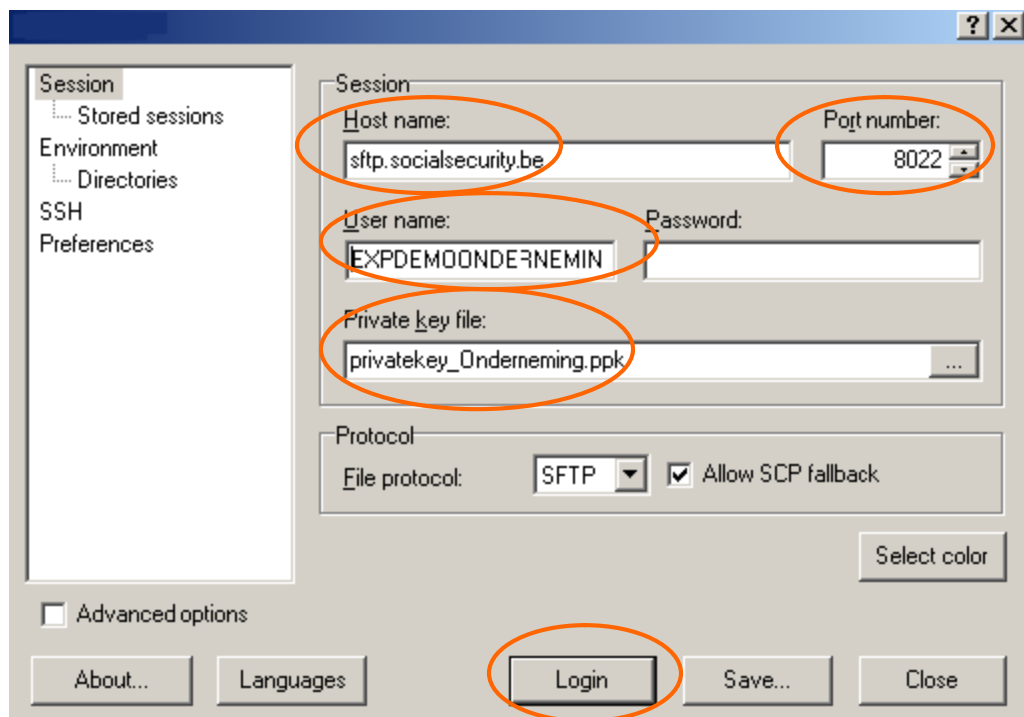 Session
Stored sessions
Environment
Directories
SSH
Preferences
Session
Host name:
Port number:
sftp.socialsecurity.be
8022
User name:
Password:
EXPDEMOONDERNEMIN
Private key file:
privatekey_Onderneming.ppk
...
Protocol
File protocol:
SFTP
Allow SCP fallback
Select color
Advanced options
About...
Languages
Login
Save...
Close